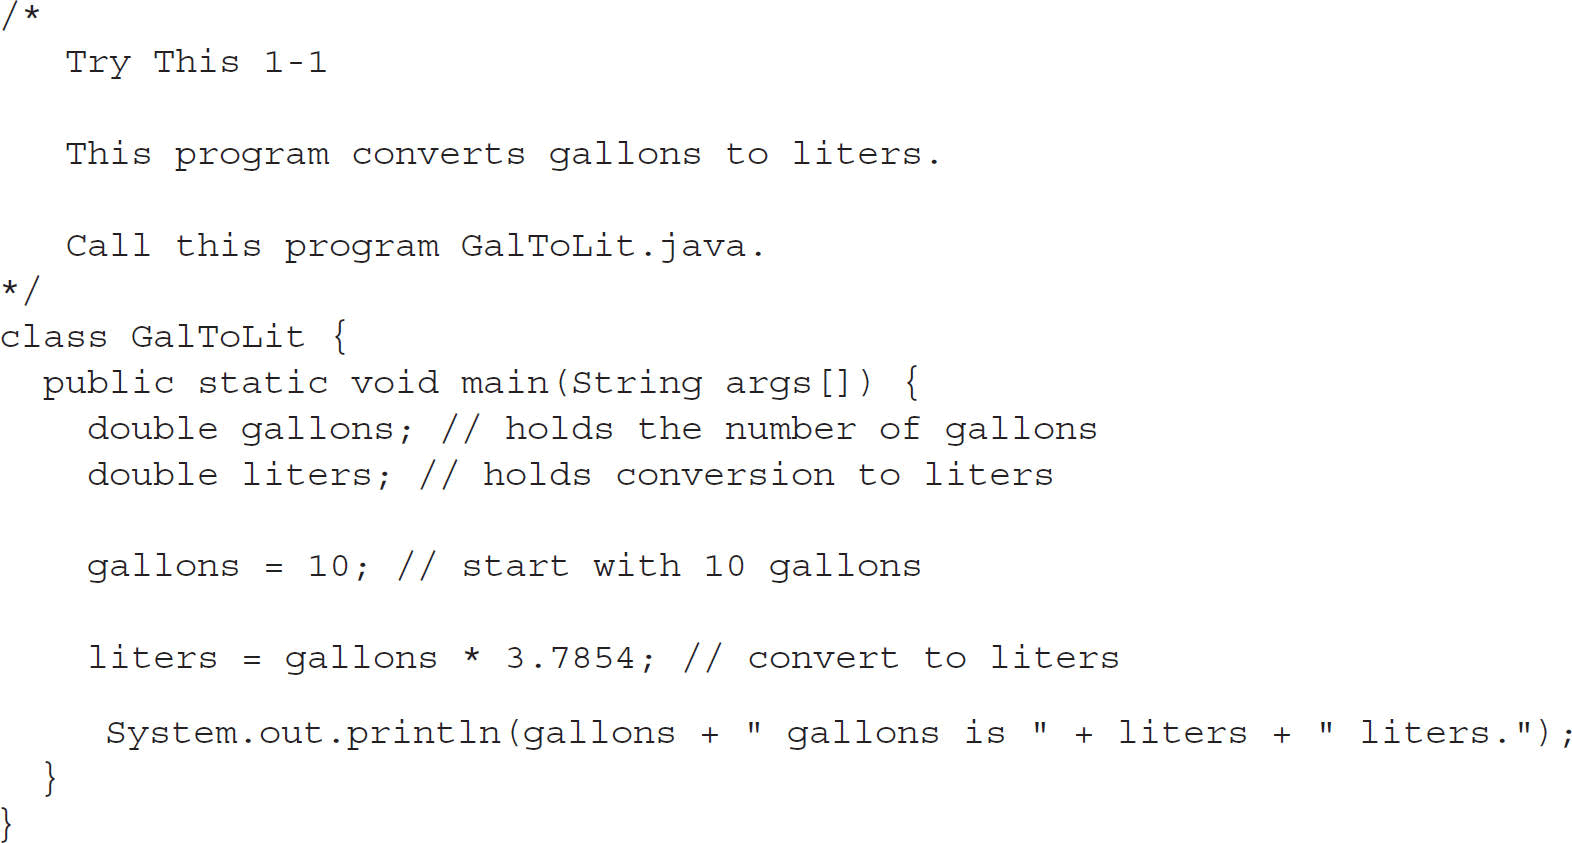 /*
   Try This 1-1

   This program converts gallons to liters.

   Call this program GalToLit.java.
*/
class GalToLit {
  public static void main(String args[]) {
    double gallons; // holds the number of gallons
    double liters; // holds conversion to liters

    gallons = 10; // start with 10 gallons

    liters = gallons * 3.7854; // convert to liters

    System.out.println(gallons + " gallons is " + liters + " liters.");
  }
}